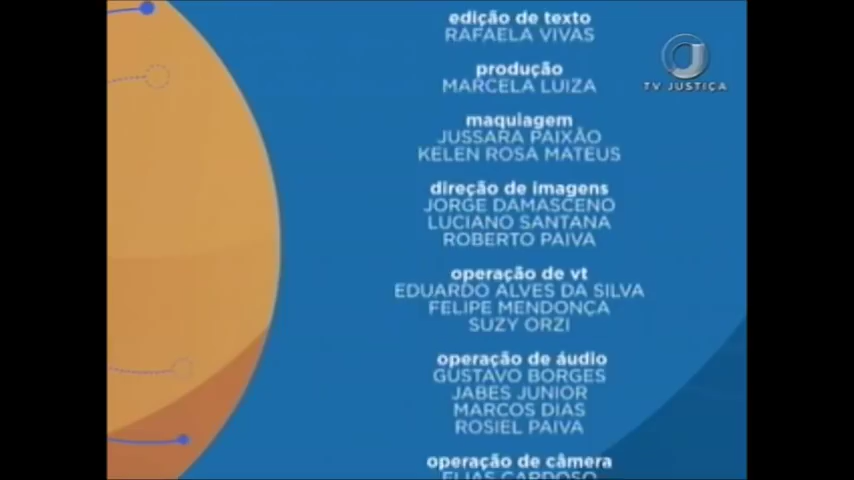 edição de texto
RAFAELA VIVAS
produção
MARCELA LUIZA
maquiagem
JUSSARA PAIXÃO
KELEN ROSA MATEUS
direção de imagens
JORGE DAMASCENO
LUCIANO SANTANA
ROBERTO PAIVA
operação de vt
EDUARDO ALVES DA SILVA
FELIPE MENDONÇA
SUZY ORZI
operação de áudio
GUSTAVO BORGES
JABES JUNIOR
MARCOS DIAS
ROSIEL PAIVA
operação de câmera
ELIAS CARDOSO
TV JUSTIÇA